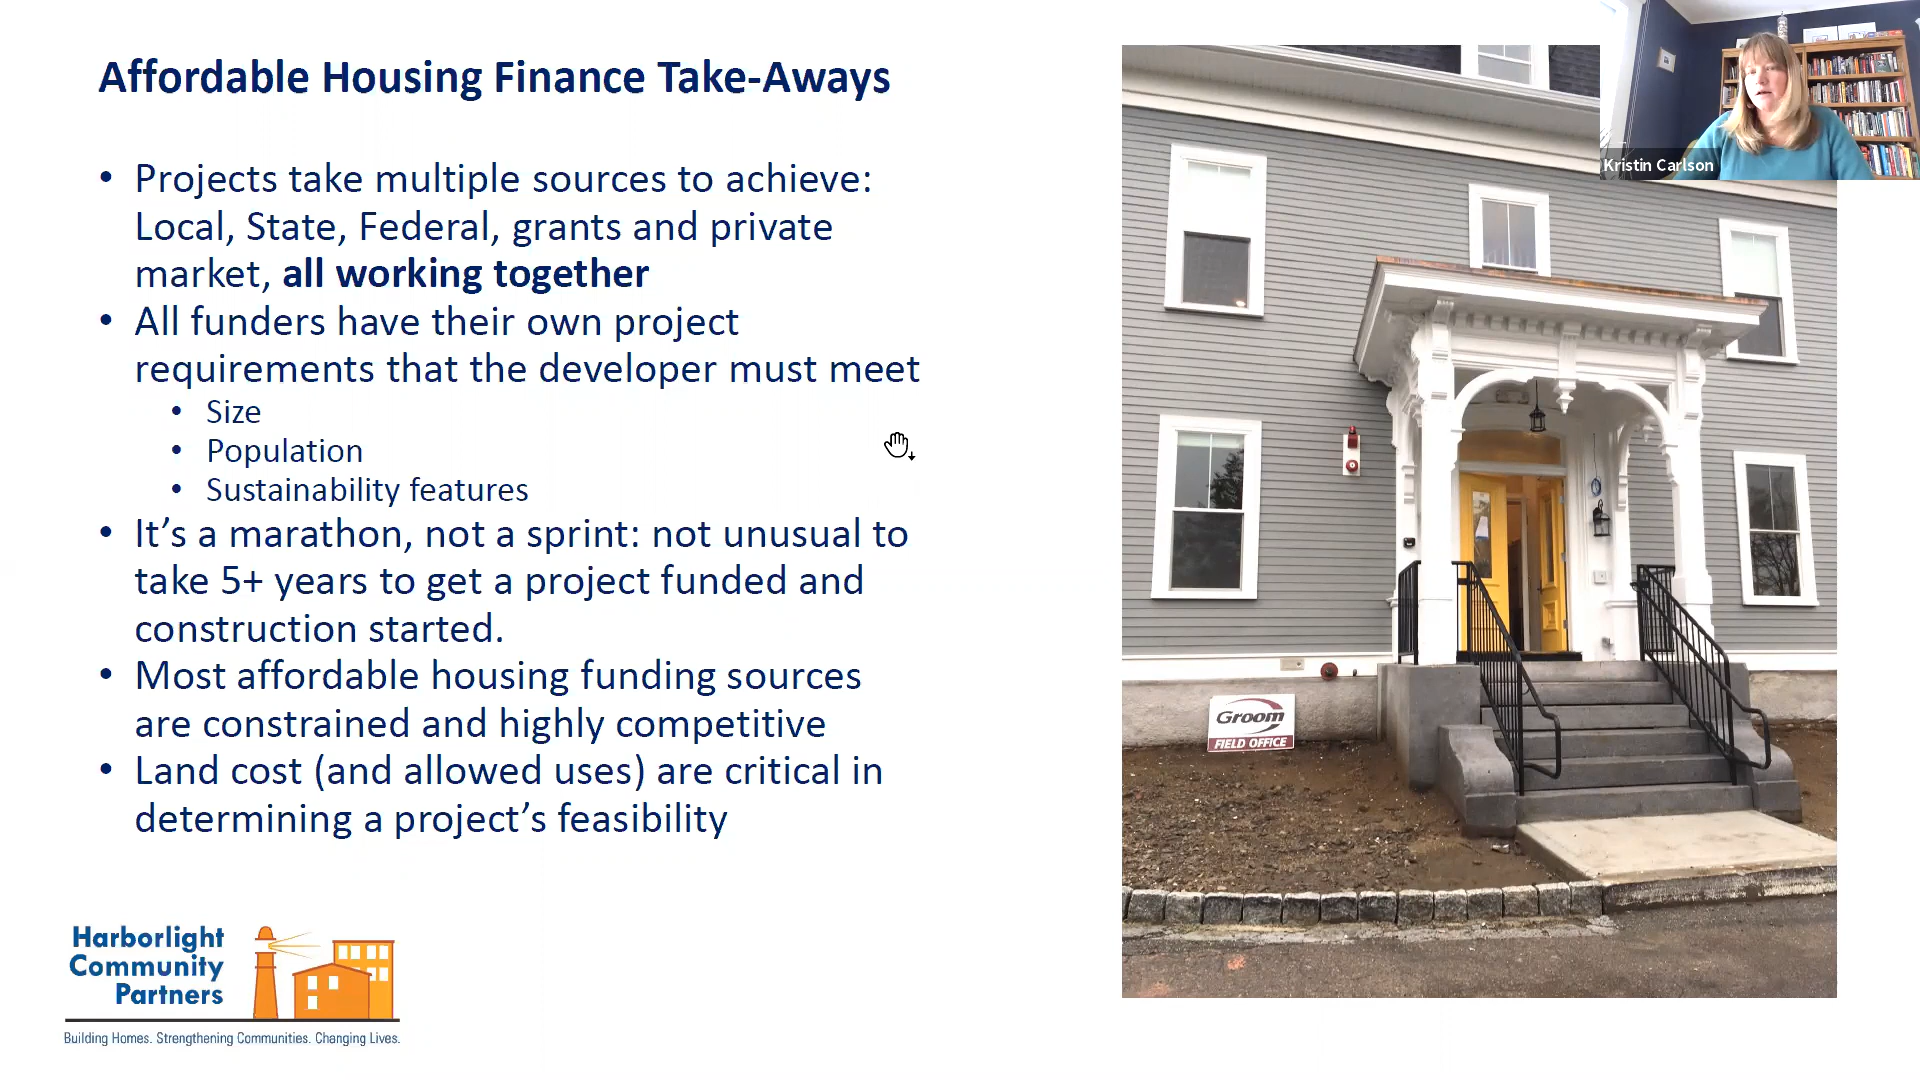 Affordable Housing Finance Take-Aways
• Projects take multiple sources to achieve:
Local, State, Federal, grants and private
market, all working together
• All funders have their own project
requirements that the developer must meet
• Size
• Population
• Sustainability features
• It’s a marathon, not a sprint: not unusual to
take 5+ years to get a project funded and
construction started.
• Most affordable housing funding sources
are constrained and highly competitive
• Land cost (and allowed uses) are critical in
determining a project’s feasibility
Harborlight
Community
Partners
Building Homes. Strengthening Communities. Changing Lives.
Groom
FIELD OFFICE
Kristin Carlson